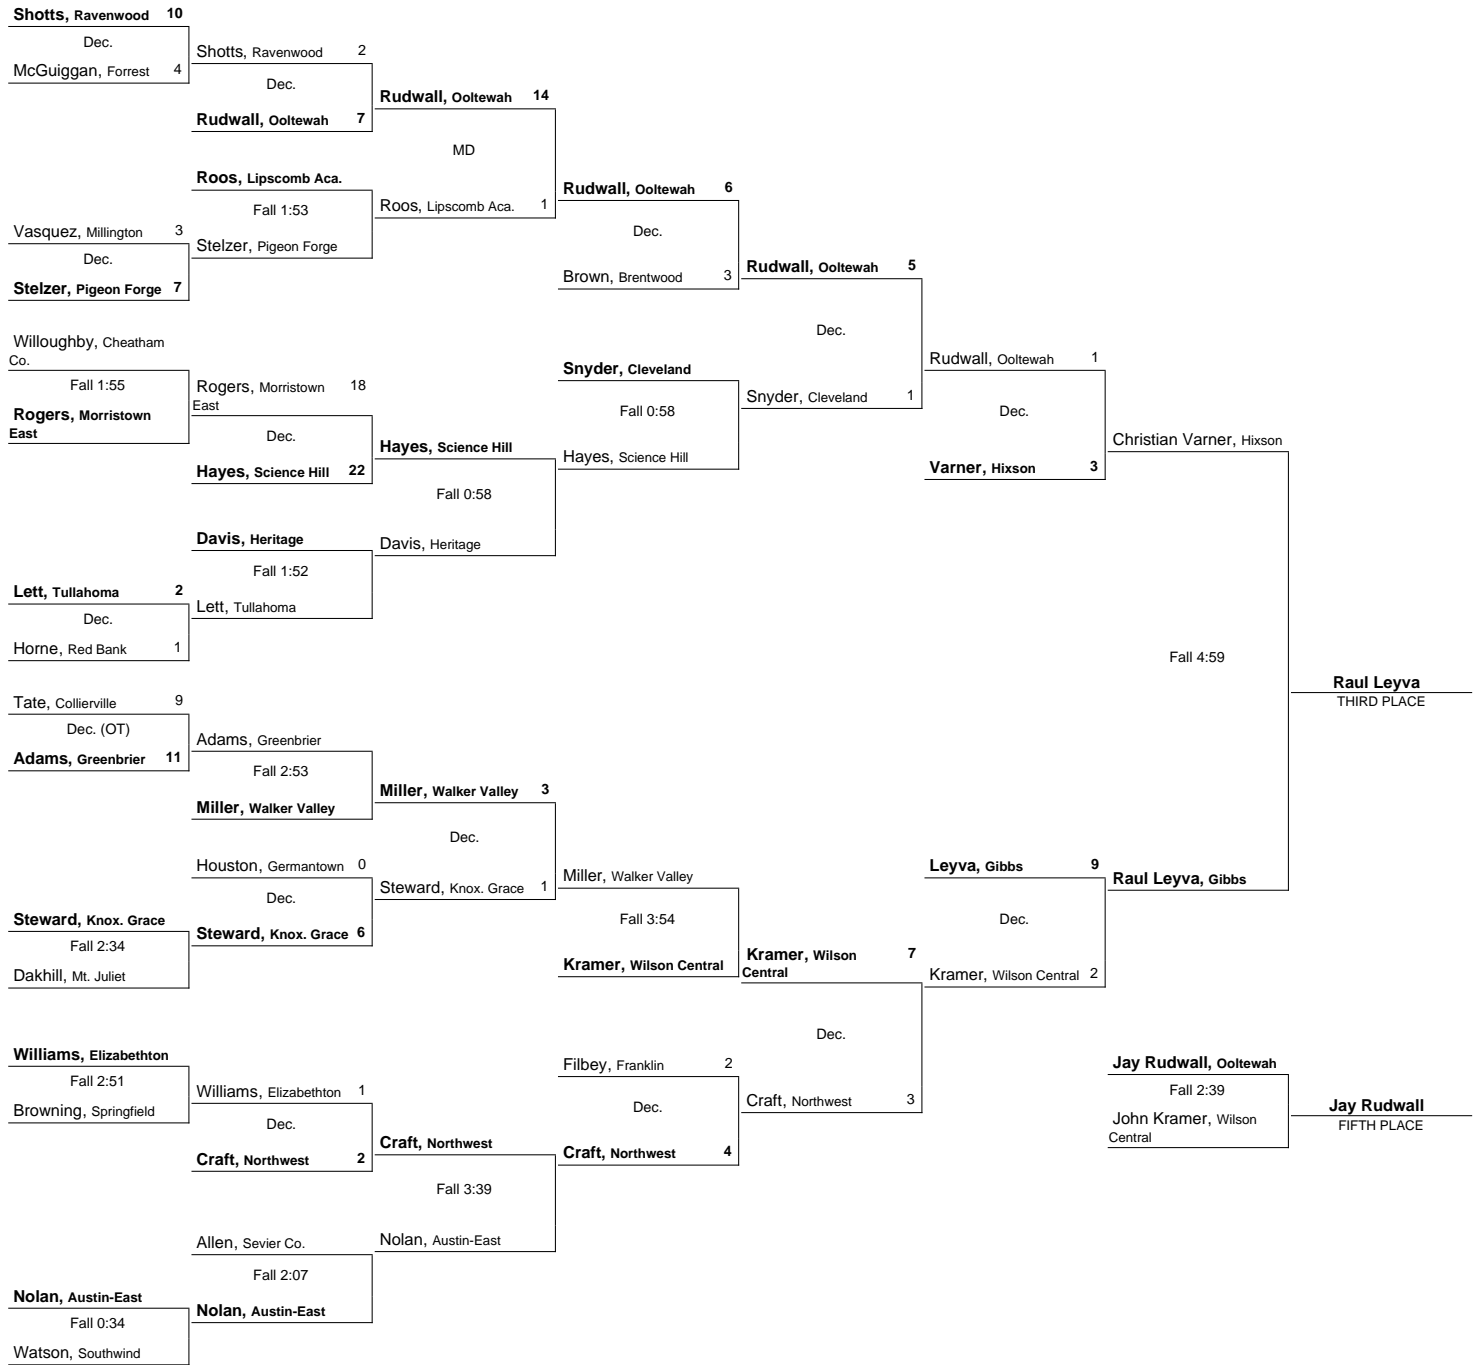 Shotts, Ravenwood 10
Dec.
McGuiggan, Forrest 4
Vasquez, Millington 3
Dec.
Stelzer, Pigeon Forge 7
Willoughby, Cheatham
Co.
Fall 1:55
Rogers, Morristown
East
Lett, Tullahoma 2
Dec.
Horne, Red Bank 1
Tate, Collierville 9
Dec. (OT)
Adams, Greenbrier 11
Steward, Knox. Grace
Fall 2:34
Dakhill, Mt. Juliet
Williams, Elizabethton
Fall 2:51
Browning, Springfield
Nolan, Austin-East
Fall 0:34
Watson, Southwind
Shotts, Ravenwood 2
Dec.
Rudwall, Ooltewah 7
Roos, Lipscomb Aca.
Fall 1:53
Stelzer, Pigeon Forge
Rogers, Morristown 18
East
Dec.
Hayes, Science Hill 22
Davis, Heritage
Fall 1:52
Lett, Tullahoma
Adams, Greenbrier
Fall 2:53
Miller, Walker Valley
Houston, Germantown 0
Dec.
Steward, Knox. Grace 6
Williams, Elizabethton 1
Dec.
Craft, Northwest 2
Allen, Sevier Co.
Fall 2:07
Nolan, Austin-East
Rudwall, Ooltewah 14
MD
Roos, Lipscomb Aca. 1
Hayes, Science Hill
Fall 0:58
Davis, Heritage
Miller, Walker Valley 3
Dec.
Steward, Knox. Grace 1
Craft, Northwest
Fall 3:39
Nolan, Austin-East
Rudwall, Ooltewah 6
Dec.
Brown, Brentwood 3
Snyder, Cleveland
Fall 0:58
Hayes, Science Hill
Miller, Walker Valley
Fall 3:54
Kramer, Wilson Central
Filbey, Franklin 2
Dec.
Craft, Northwest 4
Rudwall, Ooltewah 5
Dec.
Snyder, Cleveland 1
Kramer, Wilson 7
Central
Dec.
Craft, Northwest 3
Rudwall, Ooltewah 1
Dec.
Varner, Hixson 3
Leyva, Gibbs 9
Dec.
Kramer, Wilson Central 2
Christian Varner, Hixson
Fall 4:59
Raul Leyva, Gibbs
Jay Rudwall, Ooltewah
Fall 2:39
John Kramer, Wilson
Central
Raul Leyva
THIRD PLACE
Jay Rudwall
FIFTH PLACE